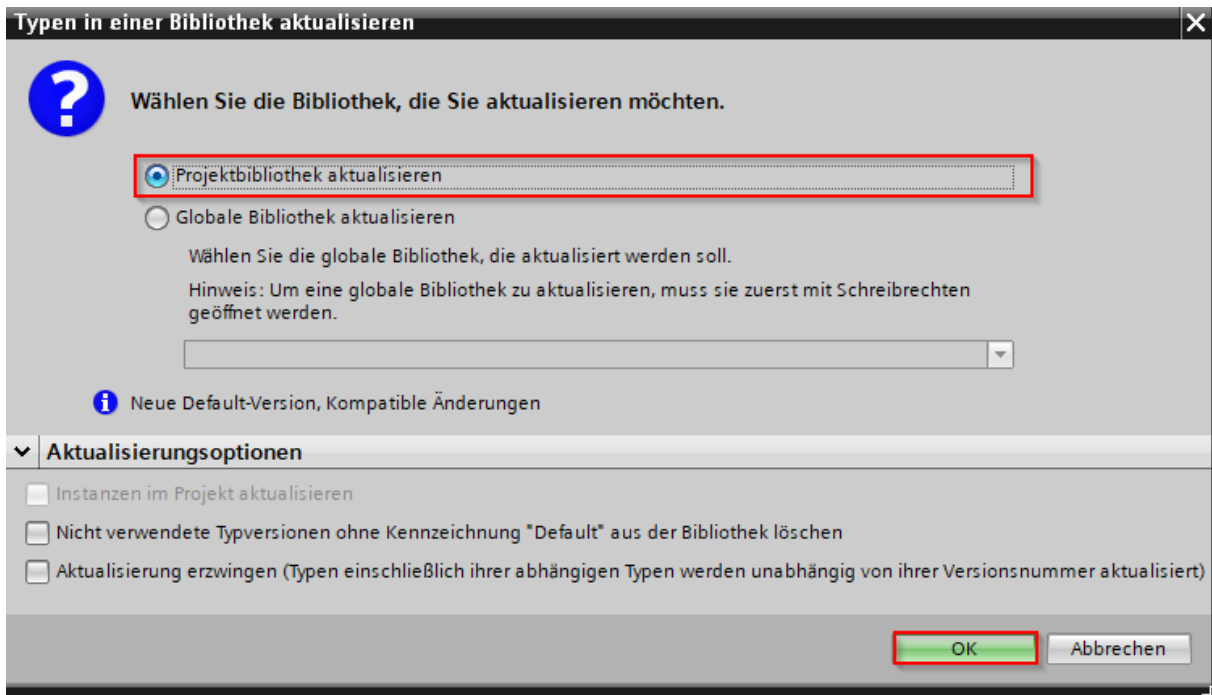 Typen in einer Bibliothek aktualisieren
Wählen Sie die Bibliothek, die Sie aktualisieren möchten.
Projektbibliothek aktualisieren
Globale Bibliothek aktualisieren
Wählen Sie die globale Bibliothek, die aktualisiert werden soll.
Hinweis: Um eine globale Bibliothek zu aktualisieren, muss sie zuerst mit Schreibrechten
geöffnet werden.
Neue Default-Version, Kompatible Änderungen
Aktualisierungsoptionen
Instanzen im Projekt aktualisieren
Nicht verwendete Typversionen ohne Kennzeichnung "Default" aus der Bibliothek löschen
Aktualisierung erzwingen (Typen einschließlich ihrer abhängigen Typen werden unabhängig von ihrer Versionsnummer aktualisiert)
OK Abbrechen